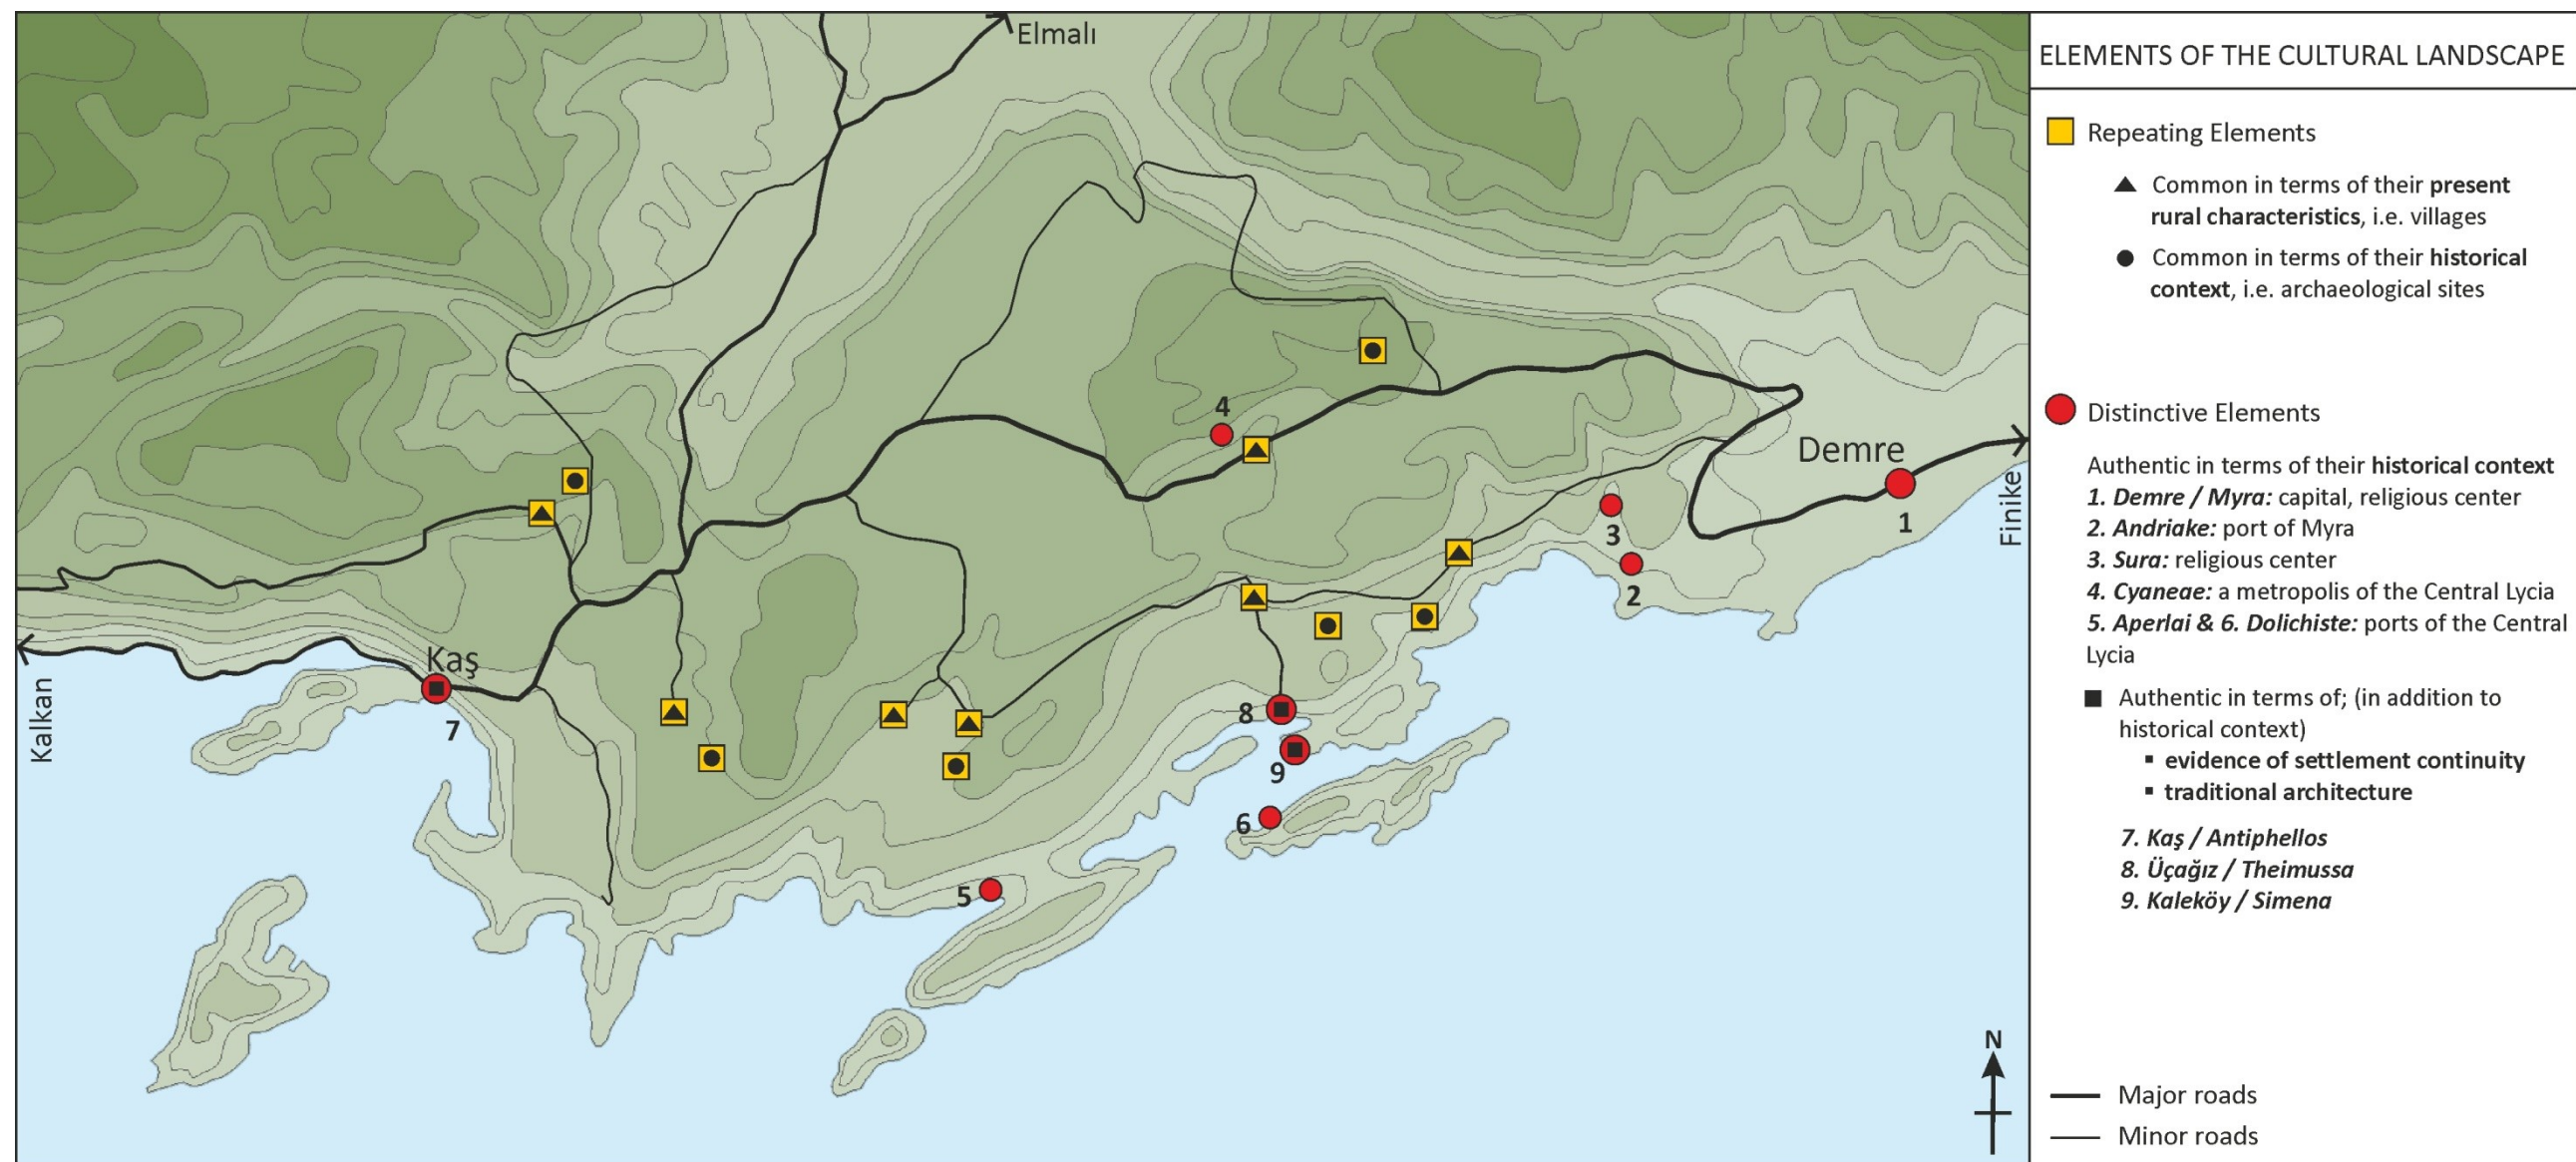 Elmalı
Demre
Finike
Kaş
Kalkan
4
3
2
1
7
8
9
6
5
N
ELEMENTS OF THE CULTURAL LANDSCAPE
Repeating Elements
Common in terms of their present
rural characteristics, i.e. villages
Common in terms of their historical
context, i.e. archaeological sites
Distinctive Elements
Authentic in terms of their historical context
1. Demre / Myra: capital, religious center
2. Andriake: port of Myra
3. Sura: religious center
4. Cyaneae: a metropolis of the Central Lycia
5. Aperlai & 6. Dolichiste: ports of the Central
Lycia
Authentic in terms of; (in addition to
historical context)
evidence of settlement continuity
traditional architecture
7. Kaş / Antiphellos
8. Üçağız / Theimussa
9. Kaleköy / Simena
Major roads
Minor roads